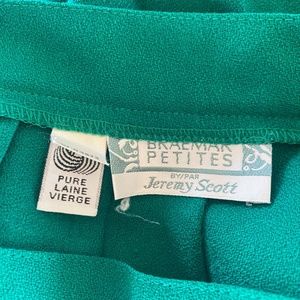 PURE
LAINE
VIERGE
BRAEMAR
PETITES
BY/PAR
Jeremy Scott